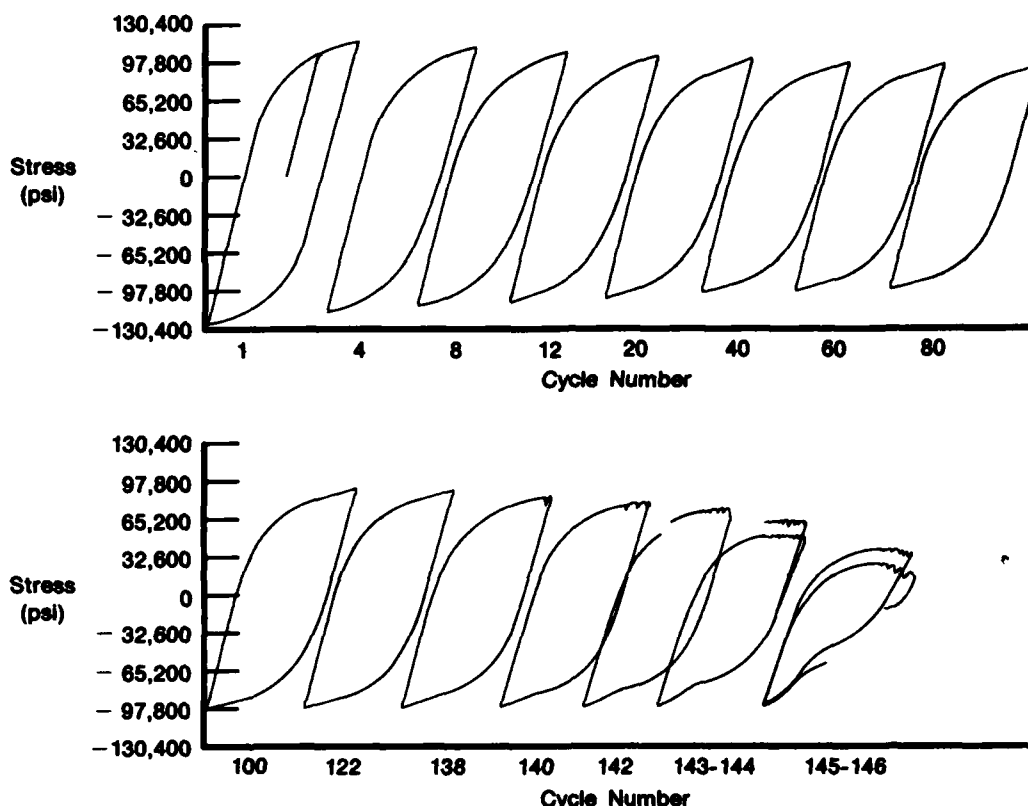 130,400
97,800
65,200
32,600
Stress
(psi)
0
− 32,600
− 65,200
− 97,800
−130,400
1 4 8 12 20 40 60 80
Cycle Number
130,400
97,800
65,200
32,600
Stress
(psi)
0
− 32,600
− 65,200
− 97,800
−130,400
100 122 138 140 142 143-144 145-146
Cycle Number